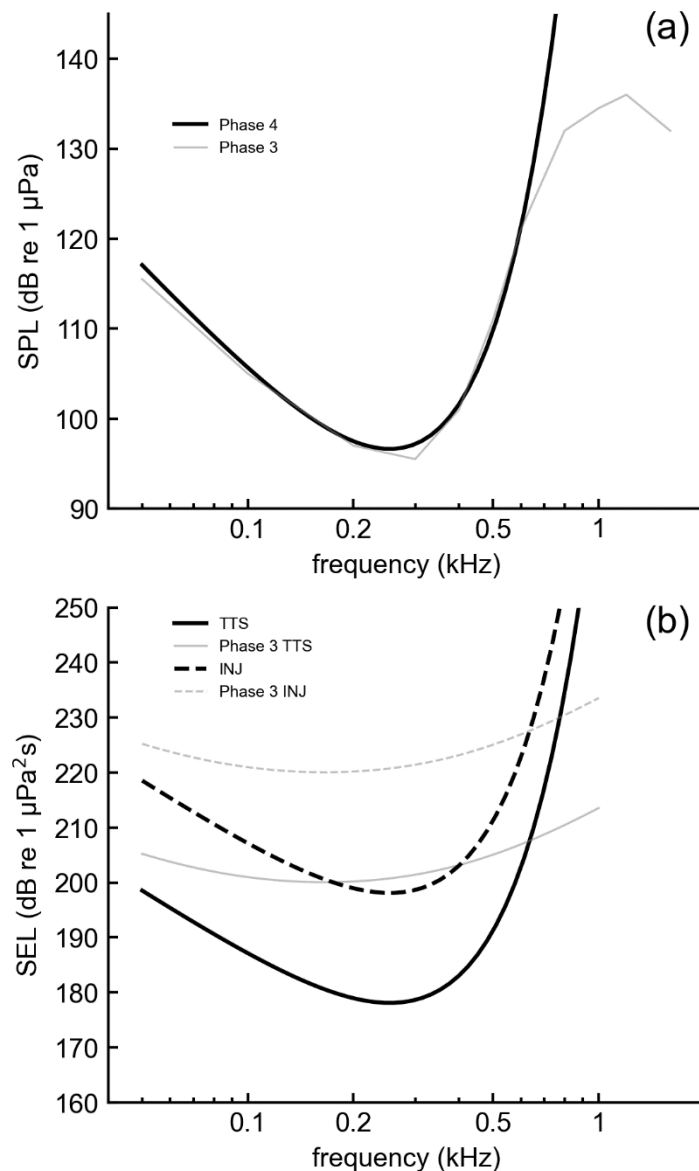 (a)
140
130
120
110
100
90
SPL (dB re 1 µPa)
Phase 4
Phase 3
0.1 0.2 0.5 1
frequency (kHz)
(b)
250
240
230
220
210
200
190
180
170
160
SEL (dB re 1 µPa²s)
TTS
Phase 3 TTS
INJ
Phase 3 INJ
0.1 0.2 0.5 1
frequency (kHz)